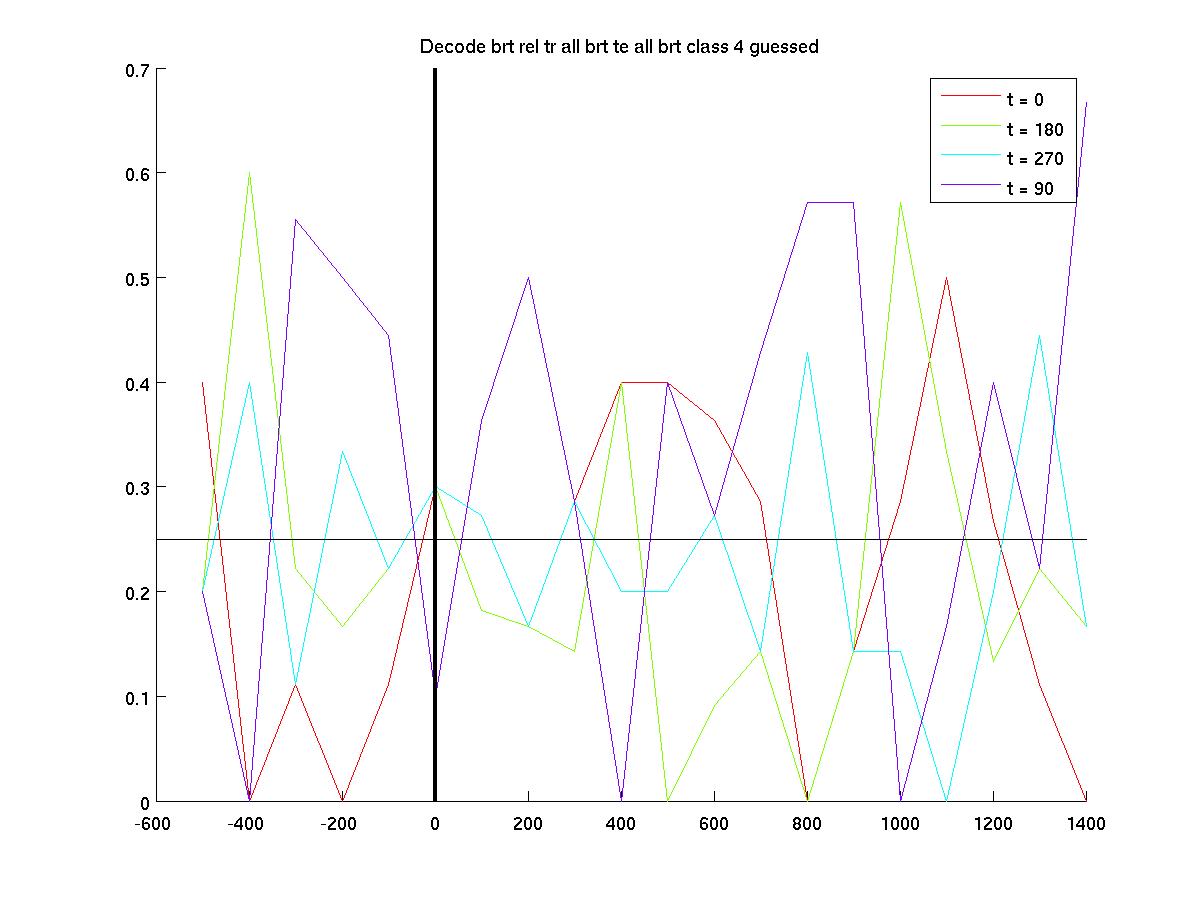 Decode brt rel tr all brt te all brt class 4 guessed
t = 0
t = 180
t = 270
t = 90
0.7
0.6
0.5
0.4
0.3
0.2
0.1
0
-600 -400 -200 0 200 400 600 800 1000 1200 1400